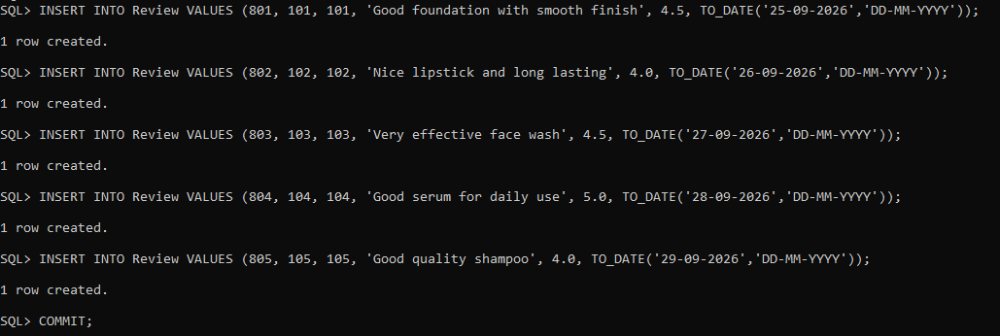 SQL> INSERT INTO Review VALUES (801, 101, 101, 'Good foundation with smooth finish', 4.5, TO_DATE('25-09-2026','DD-MM-YYYY'));
1 row created.
SQL> INSERT INTO Review VALUES (802, 102, 102, 'Nice lipstick and long lasting', 4.0, TO_DATE('26-09-2026','DD-MM-YYYY'));
1 row created.
SQL> INSERT INTO Review VALUES (803, 103, 103, 'Very effective face wash', 4.5, TO_DATE('27-09-2026','DD-MM-YYYY'));
1 row created.
SQL> INSERT INTO Review VALUES (804, 104, 104, 'Good serum for daily use', 5.0, TO_DATE('28-09-2026','DD-MM-YYYY'));
1 row created.
SQL> INSERT INTO Review VALUES (805, 105, 105, 'Good quality shampoo', 4.0, TO_DATE('29-09-2026','DD-MM-YYYY'));
1 row created.
SQL> COMMIT;